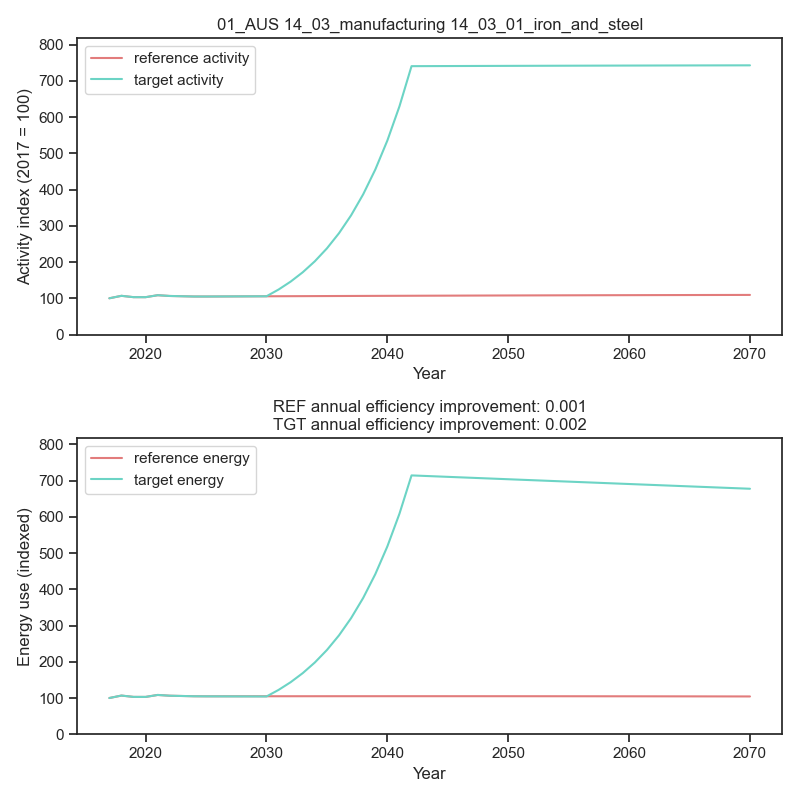 01_AUS 14_03_manufacturing 14_03_01_iron_and_steel
800
700
600
500
400
300
200
100
0
Activity index (2017 = 100)
reference activity
target activity
2020 2030 2040 2050 2060 2070
Year
REF annual efficiency improvement: 0.001
TGT annual efficiency improvement: 0.002
800
700
600
500
400
300
200
100
0
Energy use (indexed)
reference energy
target energy
2020 2030 2040 2050 2060 2070
Year